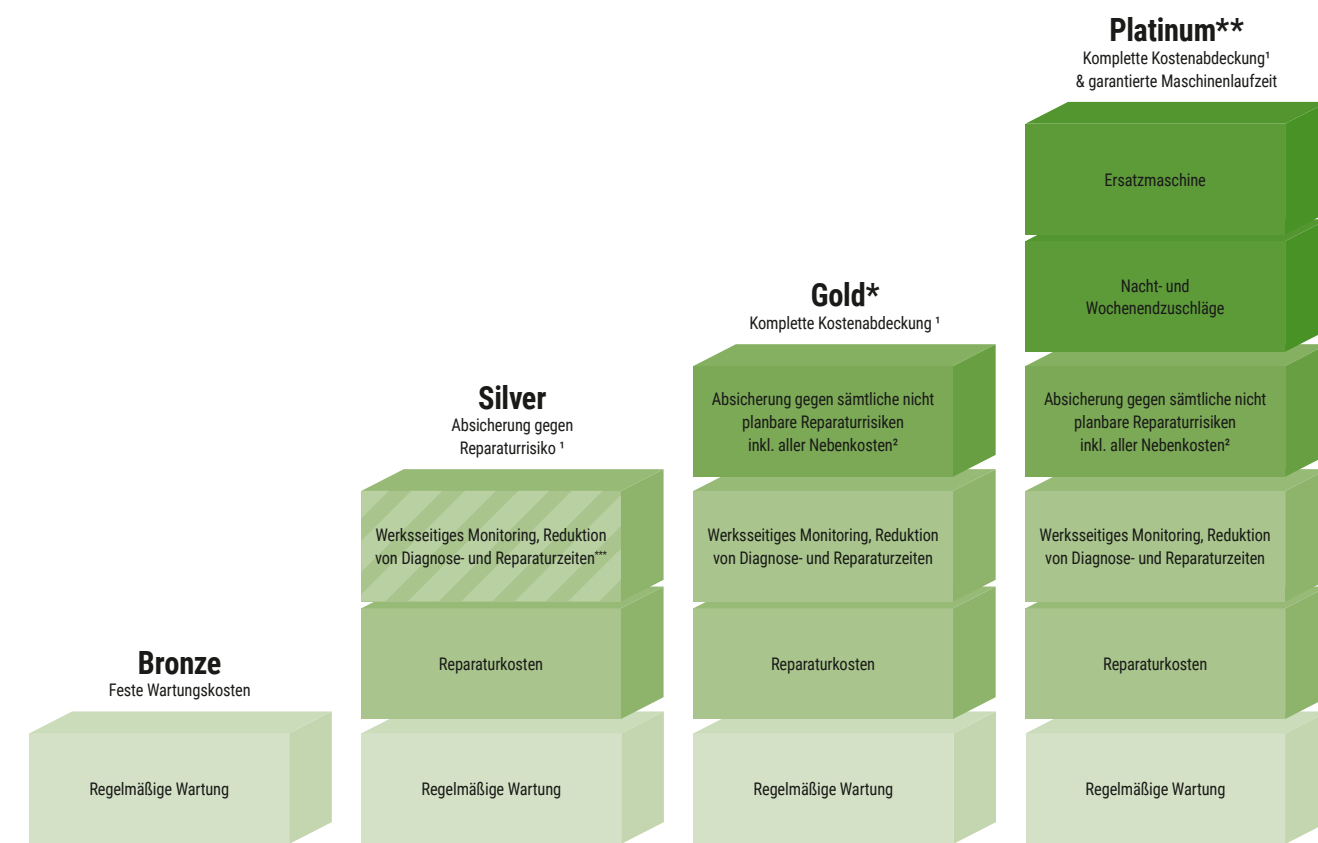 Platinum**
Komplette Kostenabdeckung¹
& garantierte Maschinenlaufzeit
Ersatzmaschine
Nacht- und
Wochenendzuschläge
Absicherung gegen sämtliche nicht
planbare Reparaturrisiken
inkl. aller Nebenkosten²
Werksseitiges Monitoring, Reduktion
von Diagnose- und Reparaturzeiten
Reparaturkosten
Regelmäßige Wartung
Gold*
Komplette Kostenabdeckung ¹
Absicherung gegen sämtliche nicht
planbare Reparaturrisiken
inkl. aller Nebenkosten²
Werksseitiges Monitoring, Reduktion
von Diagnose- und Reparaturzeiten
Reparaturkosten
Regelmäßige Wartung
Silver
Absicherung gegen
Reparaturrisiko ¹
Werksseitiges Monitoring, Reduktion
von Diagnose- und Reparaturzeiten***
Reparaturkosten
Regelmäßige Wartung
Bronze
Feste Wartungskosten
Regelmäßige Wartung